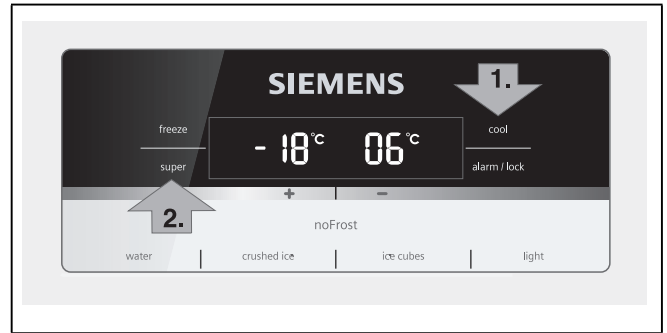 SIEMENS
1.
freeze
cool
- 18°C 06°C
super
alarm / lock
+ -
2.
noFrost
water crushed ice ice cubes light